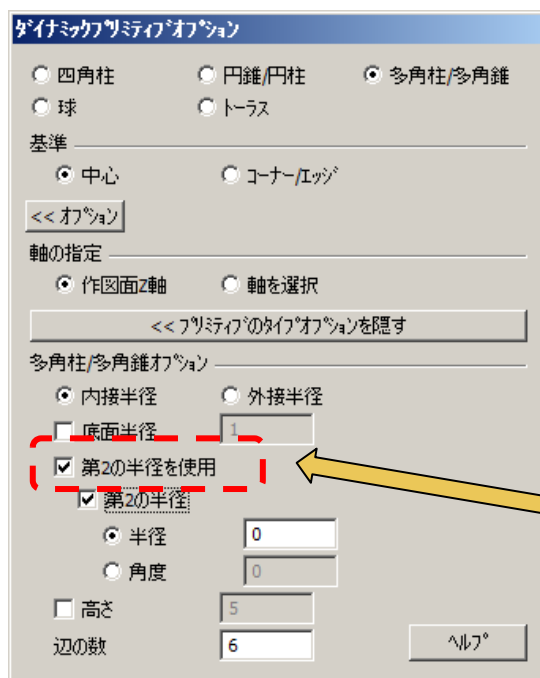 ﾀﾞｲﾅﾐｯｸﾌﾟﾘﾐﾃｨﾌﾞｵﾌﾟｼｮﾝ
四角柱 円錐/円柱 多角柱/多角錐
球 ﾄｰﾗｽ
基準
中心 ｺｰﾅｰ/ｴｯｼﾞ
<< ｵﾌﾟｼｮﾝ
軸の指定
作図面Z軸 軸を選択
<< ﾌﾟﾘﾐﾃｨﾌﾞのﾀｲﾌﾟｵﾌﾟｼｮﾝを隠す
多角柱/多角錐ｵﾌﾟｼｮﾝ
内接半径 外接半径
底面半径 1
第2の半径を使用
第2の半径
半径 0
角度 0
高さ 5
辺の数 6 ﾍﾙﾌﾟ